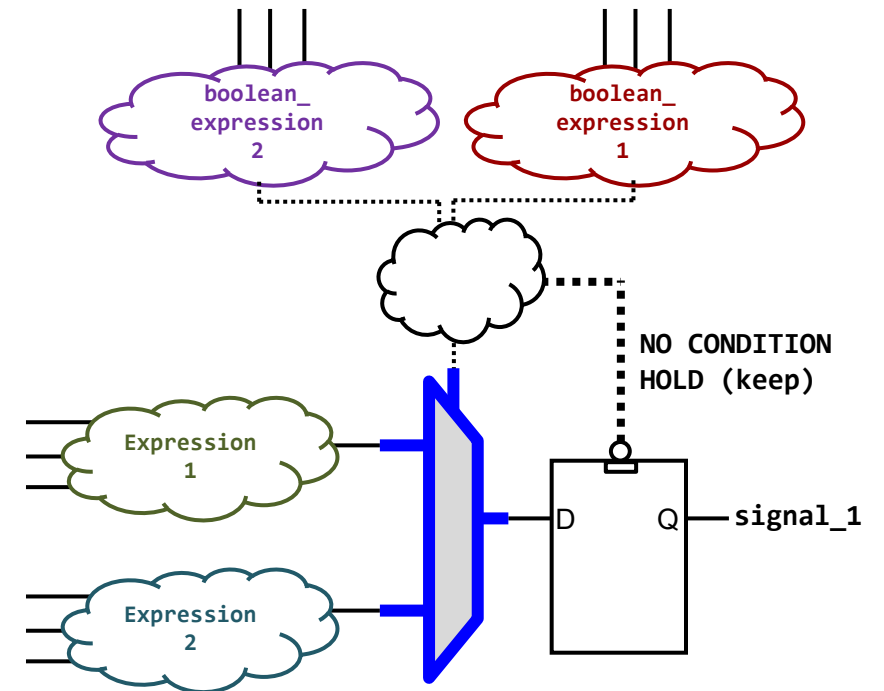 boolean_
expression
2
boolean_
expression
1
NO CONDITION
HOLD (keep)
Expression
1
D
Q
signal_1
Expression
2